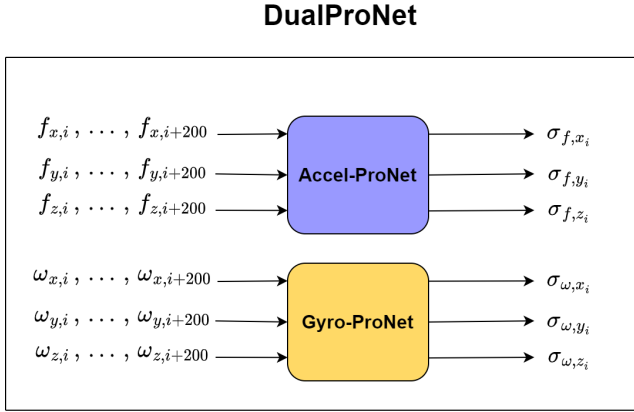 DualProNet
f_{x,i} , … , f_{x,i+200} σ_{f,x_i}
f_{y,i} , … , f_{y,i+200} Accel-ProNet σ_{f,y_i}
f_{z,i} , … , f_{z,i+200} σ_{f,z_i}
ω_{x,i} , … , ω_{x,i+200} σ_{ω,x_i}
ω_{y,i} , … , ω_{y,i+200} Gyro-ProNet σ_{ω,y_i}
ω_{z,i} , … , ω_{z,i+200} σ_{ω,z_i}